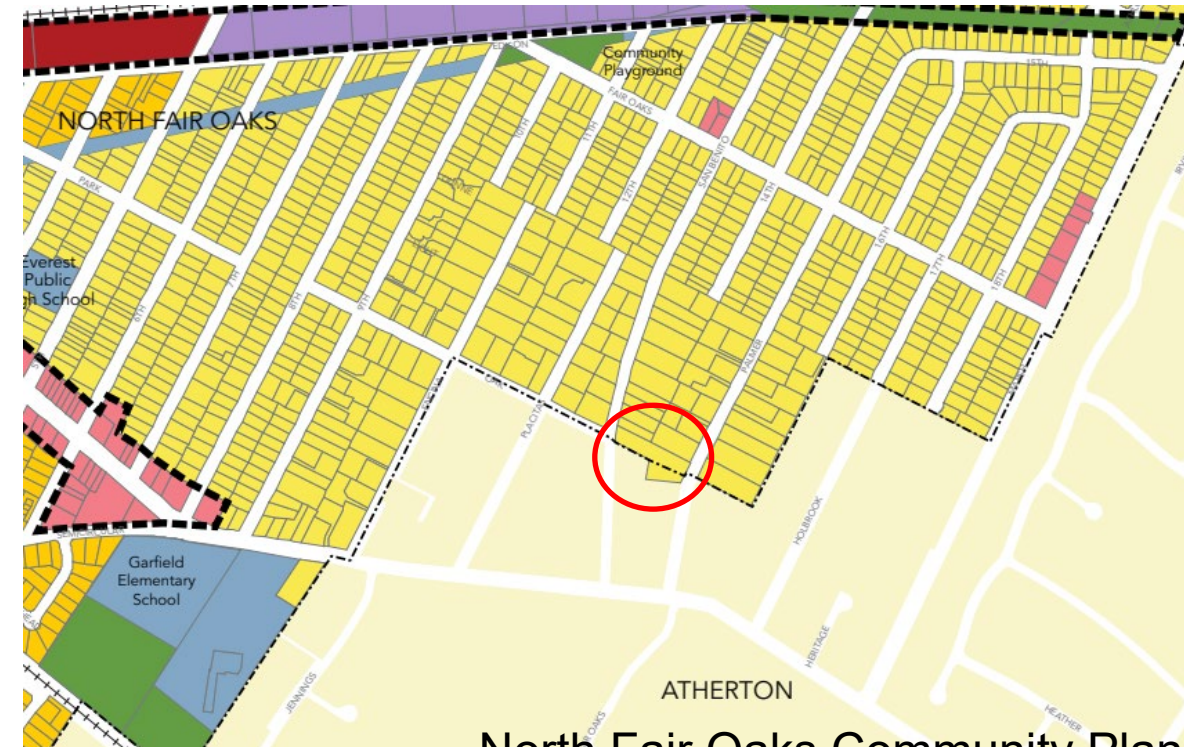 EDISON
Community
Playground
15TH
FAIR OAKS
NORTH FAIR OAKS
10TH
11TH
12TH
SAN BENITO
14TH
PARK
16TH
17TH
18TH
Everest
Public
gh School
6TH
7TH
8TH
9TH
PALMER
OAK
PLACITAS
HOLBROOK
SEMICIRCULAR
Garfield
Elementary
School
HERITAGE
JENNINGS
ATHERTON
HEATHER
R OAKS
North Fair Oaks Community Plan